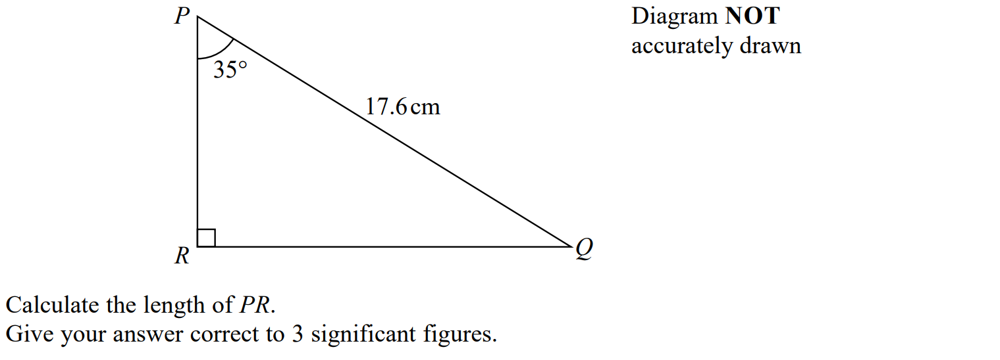 P
Diagram NOT
accurately drawn
35°
17.6 cm
R
Q
Calculate the length of PR.
Give your answer correct to 3 significant figures.